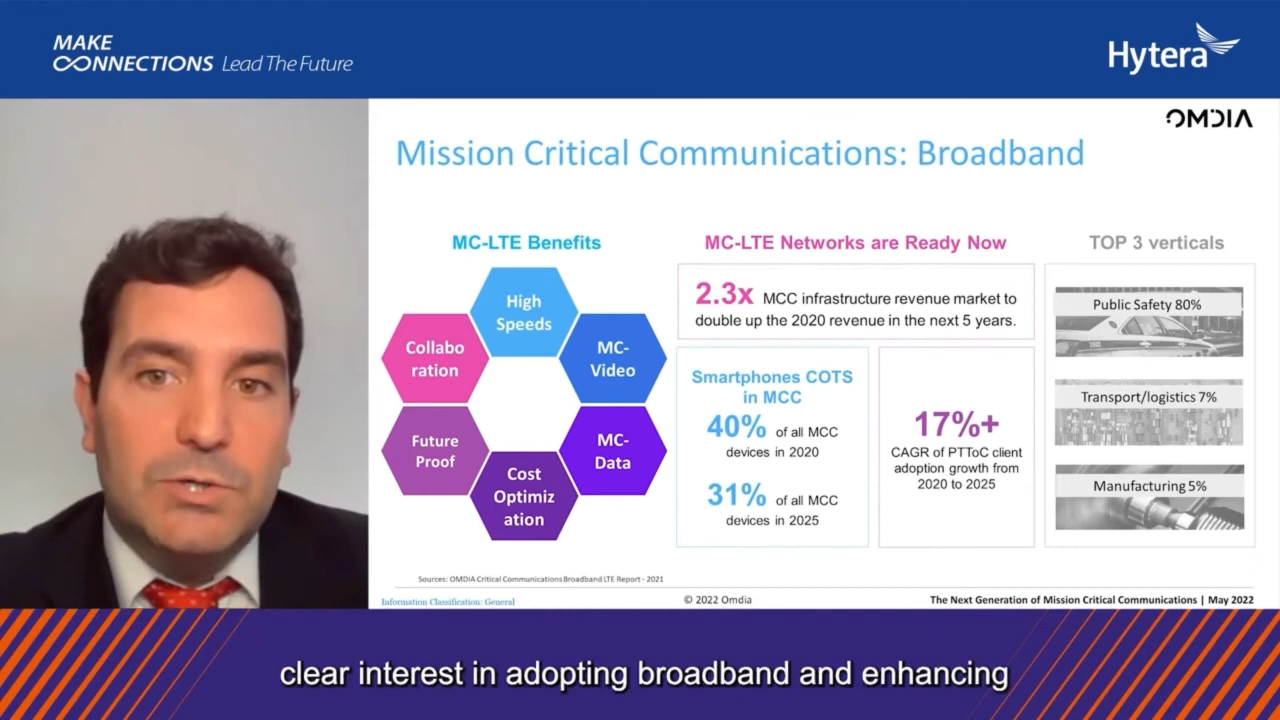 MAKE
CONNECTIONS Lead The Future
Hytera
OMDIA
Mission Critical Communications: Broadband
MC-LTE Benefits
High
Speeds
Collabo
ration
MC-
Video
Future
Proof
MC-
Data
Cost
Optimiz
ation
MC-LTE Networks are Ready Now
2.3x MCC infrastructure revenue market to
double up the 2020 revenue in the next 5 years.
Smartphones COTS
in MCC
40% of all MCC
devices in 2020
31% of all MCC
devices in 2025
17%+
CAGR of PTToC client
adoption growth from
2020 to 2025
TOP 3 verticals
Public Safety 80%
Transport/logistics 7%
Manufacturing 5%
Sources: OMDIA Critical Communications Broadband LTE Report - 2021
Information Classification: General
© 2022 Omdia
The Next Generation of Mission Critical Communications | May 2022
clear interest in adopting broadband and enhancing